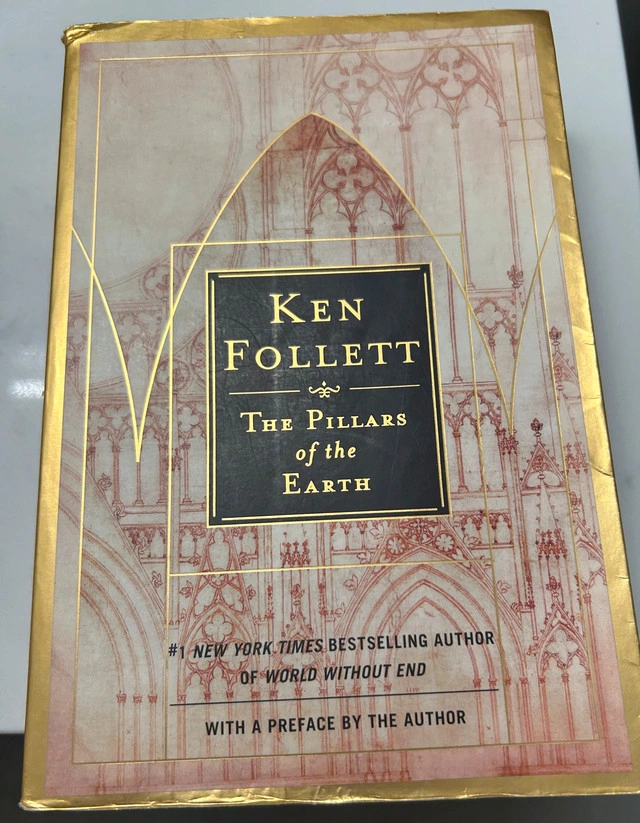 KEN
FOLLETT
THE PILLARS
of the
EARTH
#1 NEW YORK TIMES BESTSELLING AUTHOR
OF WORLD WITHOUT END
WITH A PREFACE BY THE AUTHOR